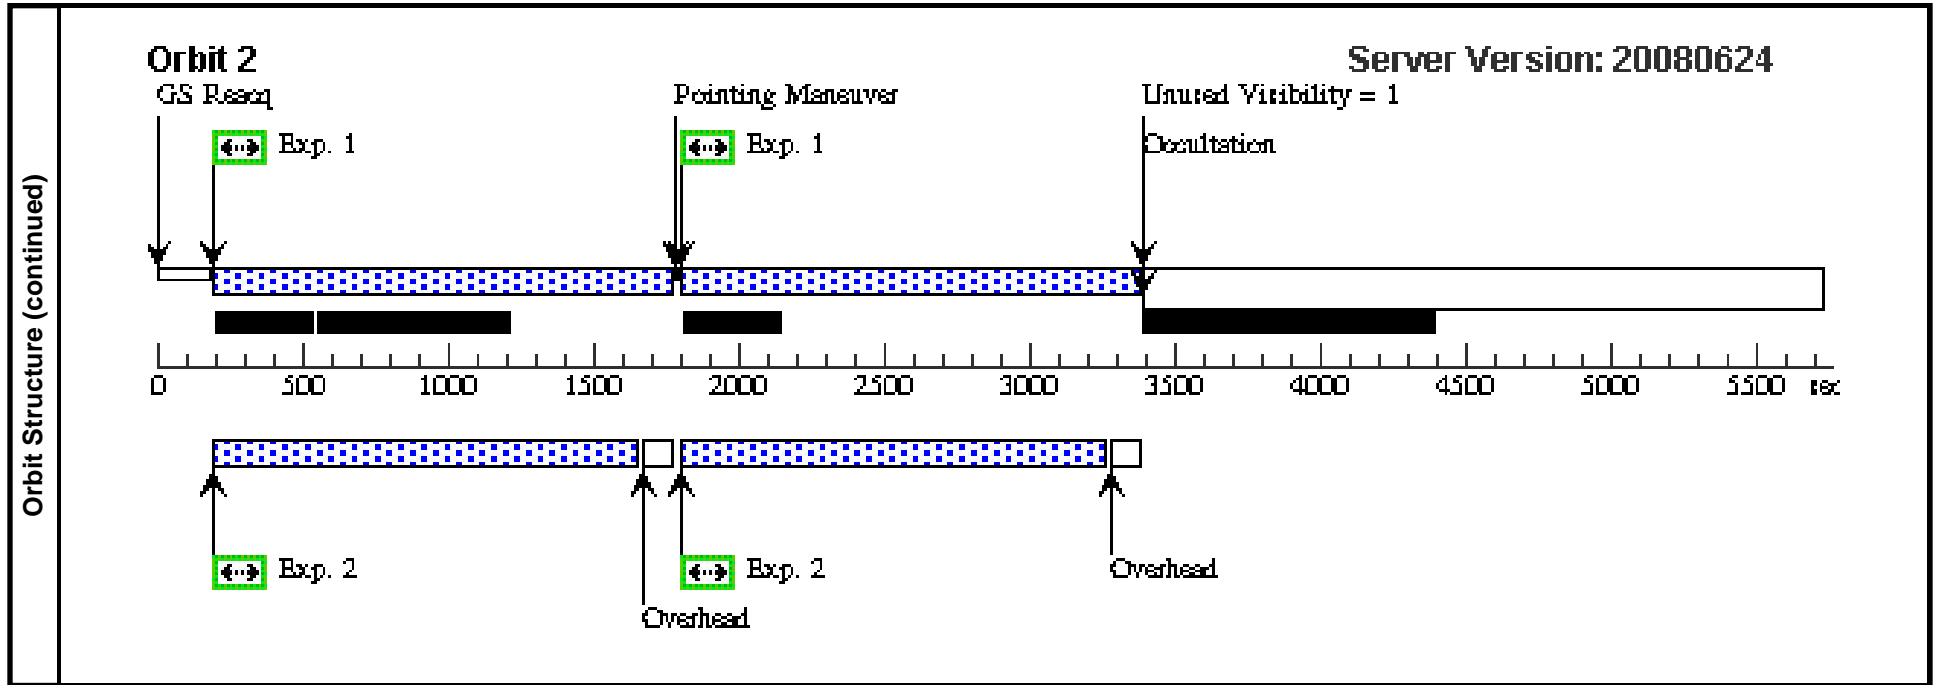 Orbit Structure (continued)
Orbit 2
Server Version: 20080624
GS Reacq
Pointing Maneuver
Unused Visibility = 1
Exp. 1
Exp. 1
Occultation
0 500 1000 1500 2000 2500 3000 3500 4000 4500 5000 5500 sec
Exp. 2
Exp. 2
Overhead
Overhead